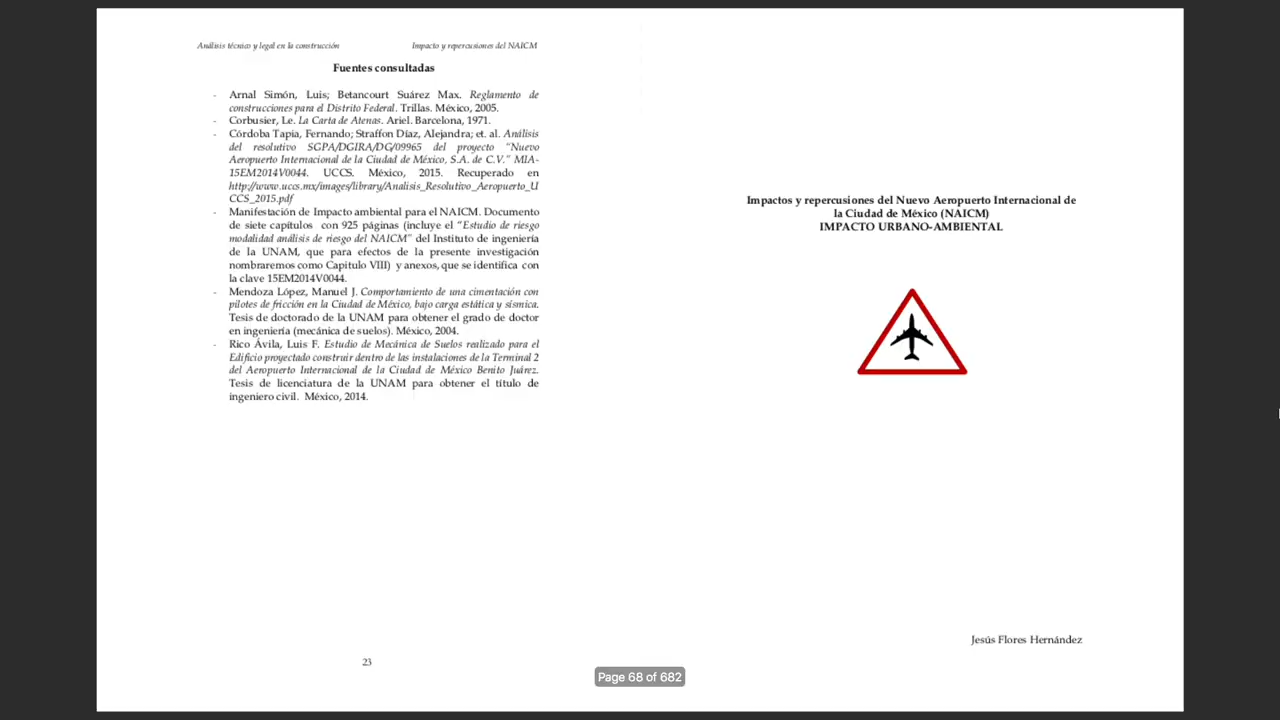 Análisis técnico y legal en la construcción
Impacto y repercusiones del NAICM
Fuentes consultadas
- Arnal Simón, Luis; Betancourt Suárez Max. Reglamento de
construcciones para el Distrito Federal. Trillas. México, 2005.
- Corbusier, Le. La Carta de Atenas. Ariel. Barcelona, 1971.
- Córdoba Tapia, Fernando; Straffon Díaz, Alejandra; et. al. Análisis
del resolutivo SGPA/DGIRA/DG/09965 del proyecto "Nuevo
Aeropuerto Internacional de la Ciudad de México, S.A. de C.V." MIA-
15EM2014V0044. UCCS. México, 2015. Recuperado en
http://www.uccs.mx/images/library/Analisis_Resolutivo_Aeropuerto_U
CCS_2015.pdf
- Manifestación de Impacto ambiental para el NAICM. Documento
de siete capítulos con 925 páginas (incluye el "Estudio de riesgo
modalidad análisis de riesgo del NAICM" del Instituto de ingeniería
de la UNAM, que para efectos de la presente investigación
nombraremos como Capitulo VIII) y anexos, que se identifica con
la clave 15EM2014V0044.
- Mendoza López, Manuel J. Comportamiento de una cimentación con
pilotes de fricción en la Ciudad de México, bajo carga estática y sísmica.
Tesis de doctorado de la UNAM para obtener el grado de doctor
en ingeniería (mecánica de suelos). México, 2004.
- Rico Ávila, Luis F. Estudio de Mecánica de Suelos realizado para el
Edificio proyectado construir dentro de las instalaciones de la Terminal 2
del Aeropuerto Internacional de la Ciudad de México Benito Juárez.
Tesis de licenciatura de la UNAM para obtener el título de
ingeniero civil. México, 2014.
23
Impactos y repercusiones del Nuevo Aeropuerto Internacional de
la Ciudad de México (NAICM)
IMPACTO URBANO-AMBIENTAL
Jesús Flores Hernández
Page 68 of 682